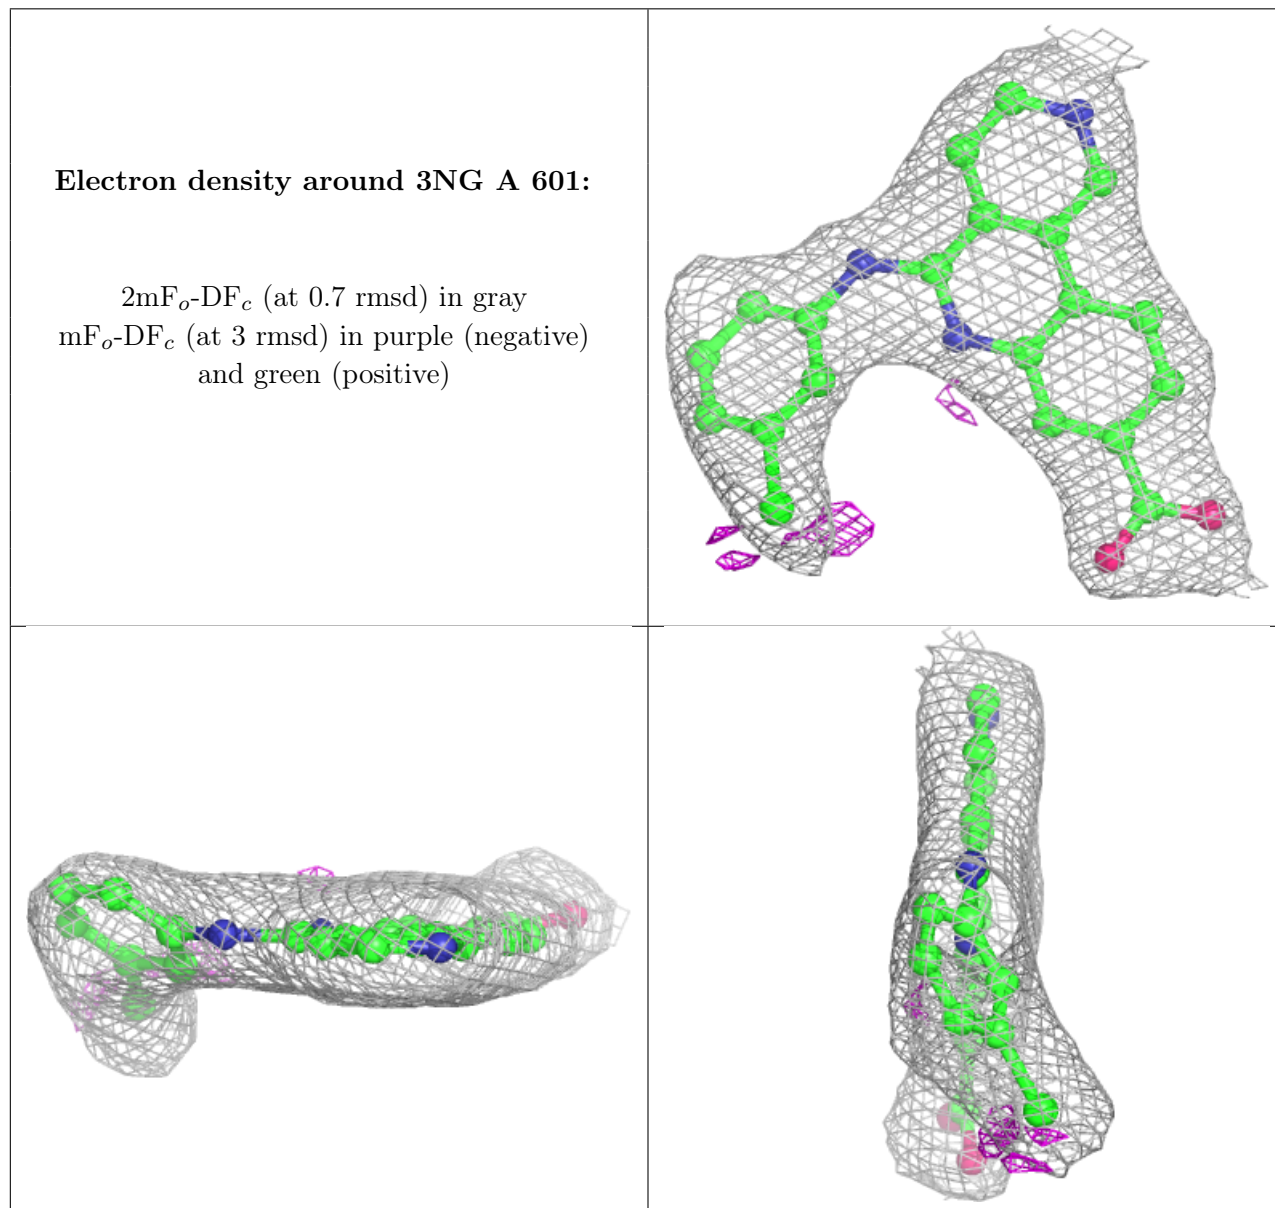 Electron density around 3NG A 601:
2mFo-DFc (at 0.7 rmsd) in gray
mFo-DFc (at 3 rmsd) in purple (negative)
and green (positive)